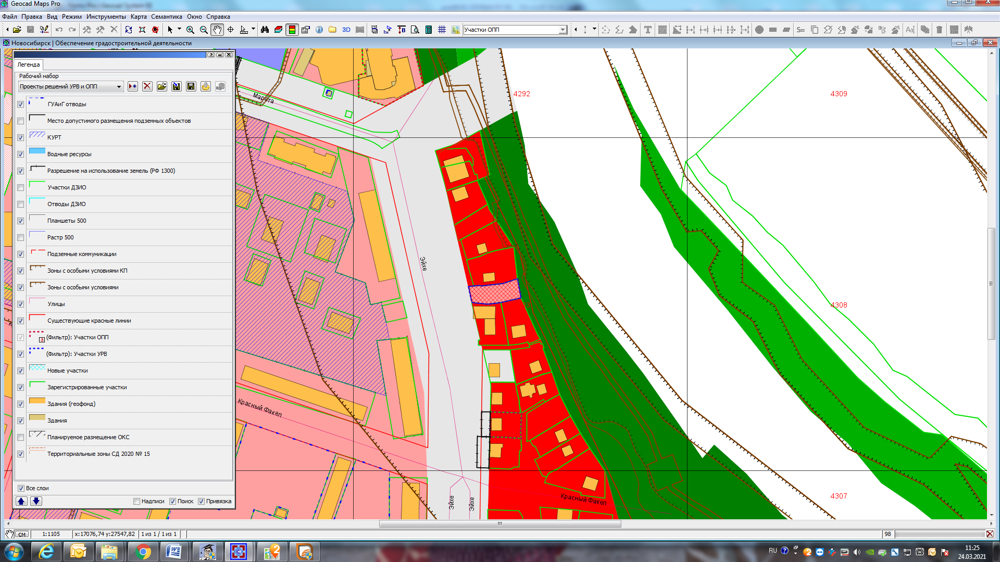 Geocad Maps Pro
Файл Правка Вид Режим Инструменты Карта Семантика Окно Справка
3D
Участки ОПП
Новосибирск | Обеспечение градостроительной деятельности
Легенда
Рабочий набор
Проекты решений УРВ и ОПП
ГУАиГ отводы
Место допустимого размещения подземных объектов
КУРТ
Водные ресурсы
Разрешение на использование земель (РФ 1300)
Участки ДЗИО
Отводы ДЗИО
Планшеты 500
Растр 500
Подземные коммуникации
Зоны с особыми условиями КП
Зоны с особыми условиями
Улицы
Существующие красные линии
(Фильтр): Участки ОПП
(Фильтр): Участки УРВ
Новые участки
Зарегистрированные участки
Здания (геофонд)
Здания
Планируемое размещение ОКС
Территориальные зоны СД 2020 № 15
Все слои
Надписи Поиск Привязка
Марата
4292
4309
Эйхе
4308
Красный Факел
Эйхе
Эйхе
Красный Факел
4307
см 1:1105 x:17076,74 y:27547,82 1 из 1 / 1 из 1
98
RU
11:25
24.03.2021